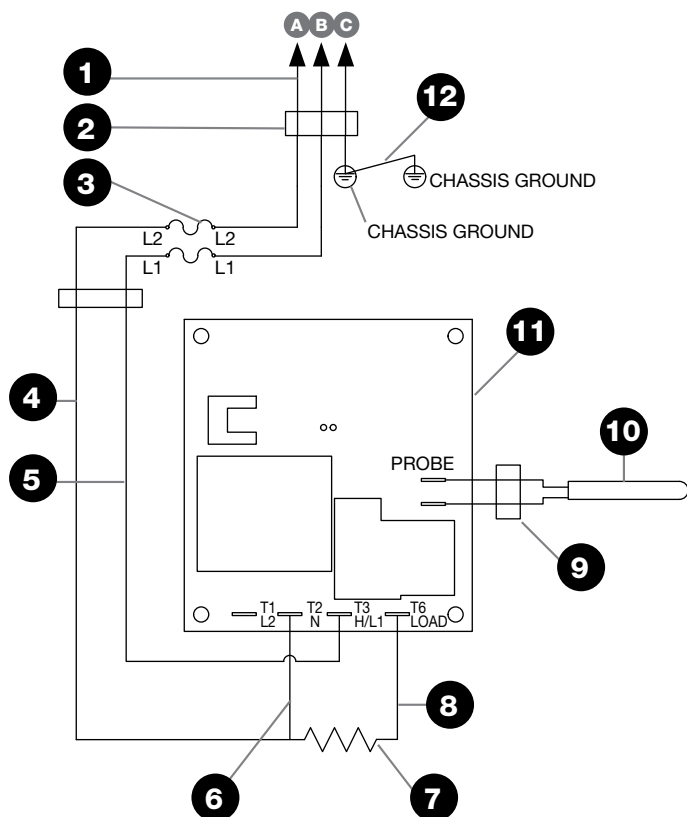 A B C
1
12
2
3
CHASSIS GROUND
CHASSIS GROUND
L2 L2
L1 L1
11
4
10
PROBE
5
9
T1 T2 T3 T6
L2 N H/L1 LOAD
8
6
7